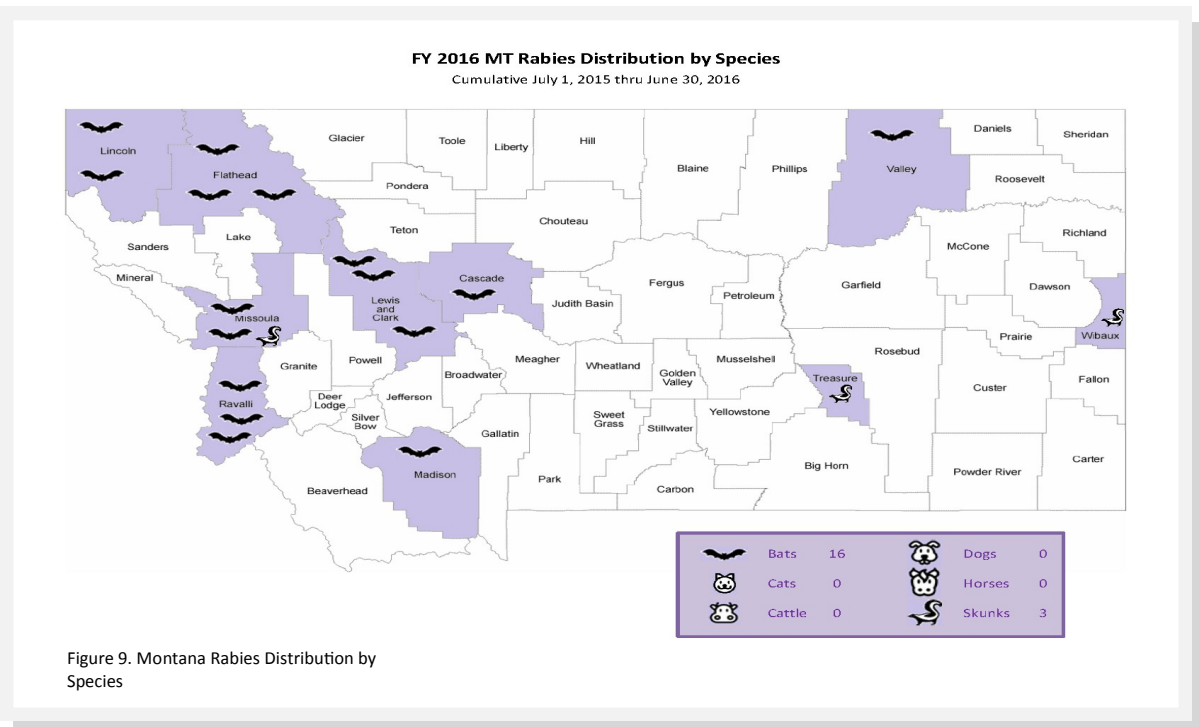 FY 2016 MT Rabies Distribution by Species
Cumulative July 1, 2015 thru June 30, 2016
Lincoln
Flathead
Glacier
Toole
Liberty
Hill
Blaine
Phillips
Valley
Daniels
Sheridan
Roosevelt
Pondera
Chouteau
Teton
Lake
Sanders
Mineral
Missoula
Lewis
and
Clark
Cascade
Judith Basin
Fergus
Petroleum
Garfield
McCone
Richland
Dawson
Wibaux
Prairie
Rosebud
Treasure
Custer
Fallon
Granite
Powell
Ravalli
Deer
Lodge
Silver
Bow
Jefferson
Broadwater
Meagher
Wheatland
Golden
Valley
Musselshell
Sweet
Grass
Stillwater
Yellowstone
Gallatin
Madison
Beaverhead
Park
Carbon
Big Horn
Powder River
Carter
Bats 16
Cats 0
Cattle 0
Dogs 0
Horses 0
Skunks 3
Figure 9. Montana Rabies Distribution by
Species